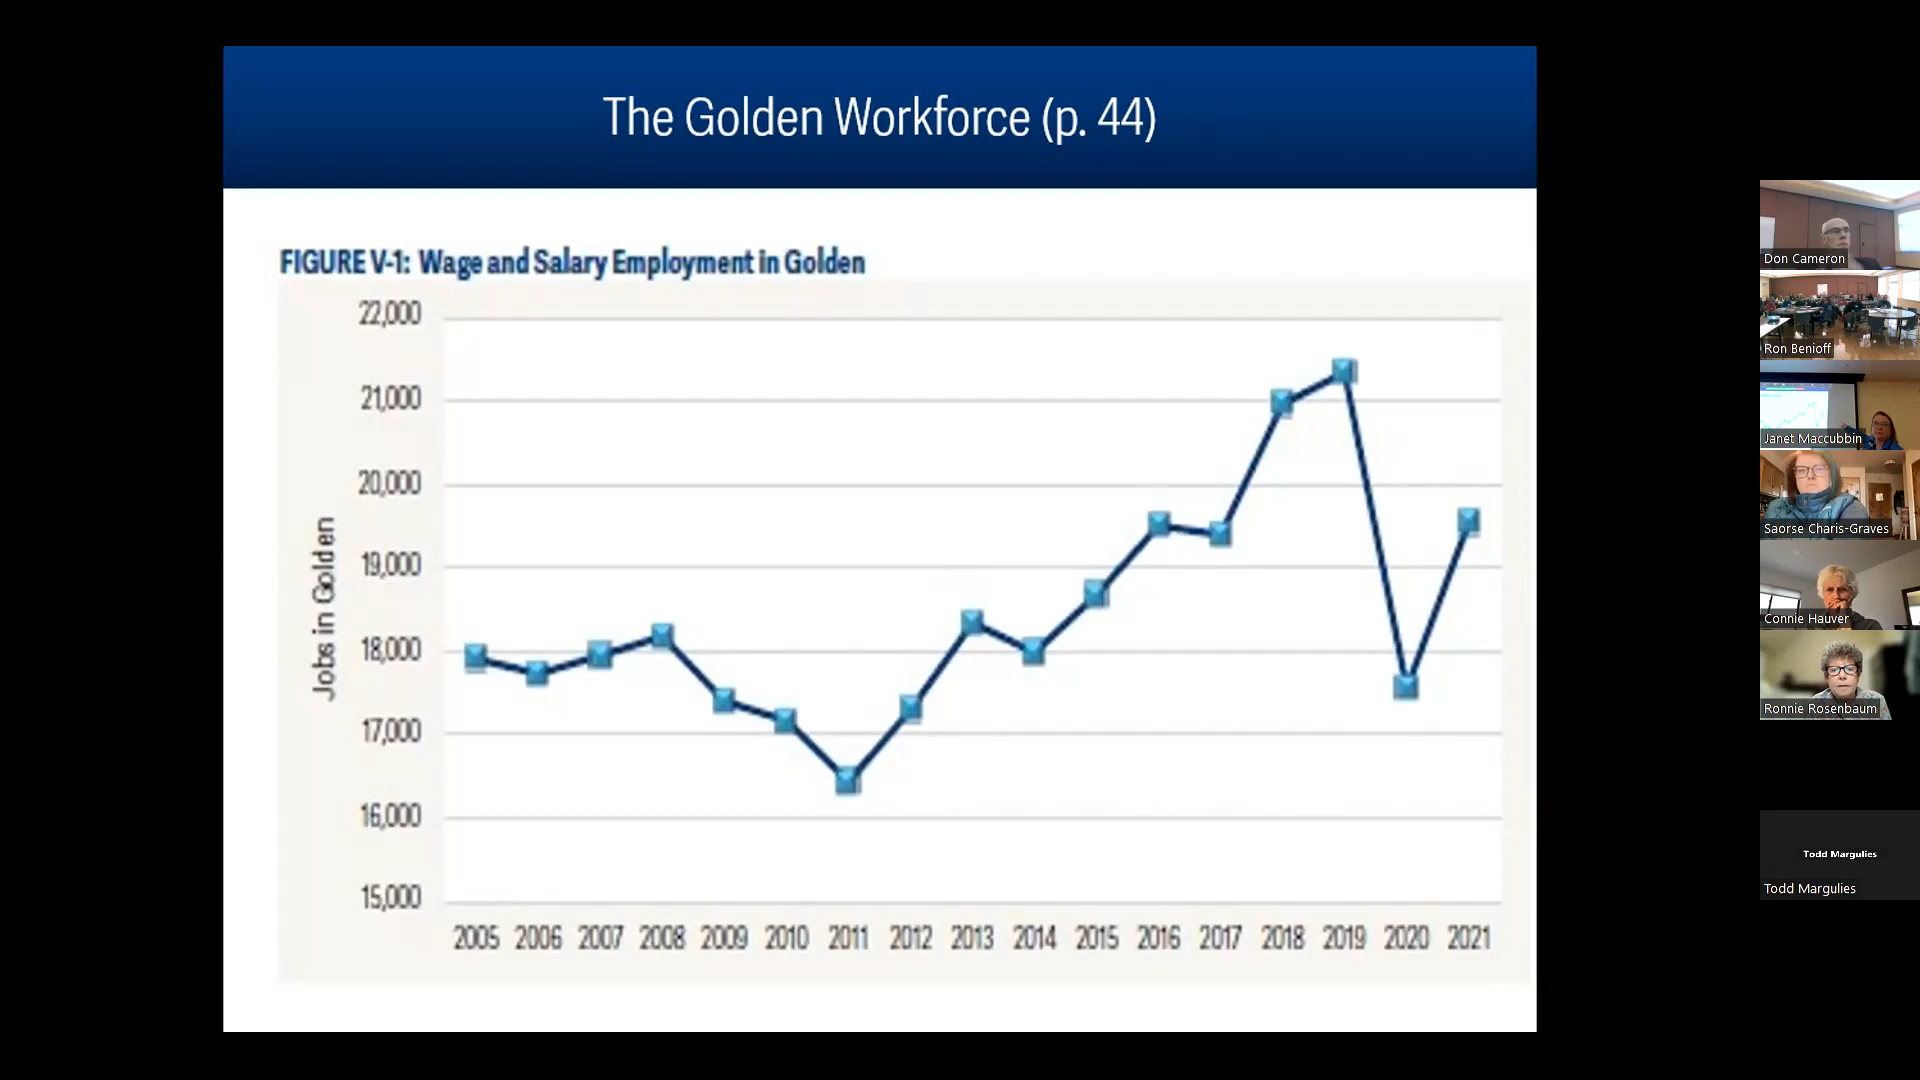 The Golden Workforce (p. 44)
FIGURE V-1: Wage and Salary Employment in Golden
22,000
21,000
20,000
19,000
18,000
17,000
16,000
15,000
Jobs in Golden
2005 2006 2007 2008 2009 2010 2011 2012 2013 2014 2015 2016 2017 2018 2019 2020 2021
Don Cameron
Ron Benioff
Janet Maccubbin
Saorse Charis-Graves
Connie Hauver
Ronnie Rosenbaum
Todd Margulies
Todd Margulies